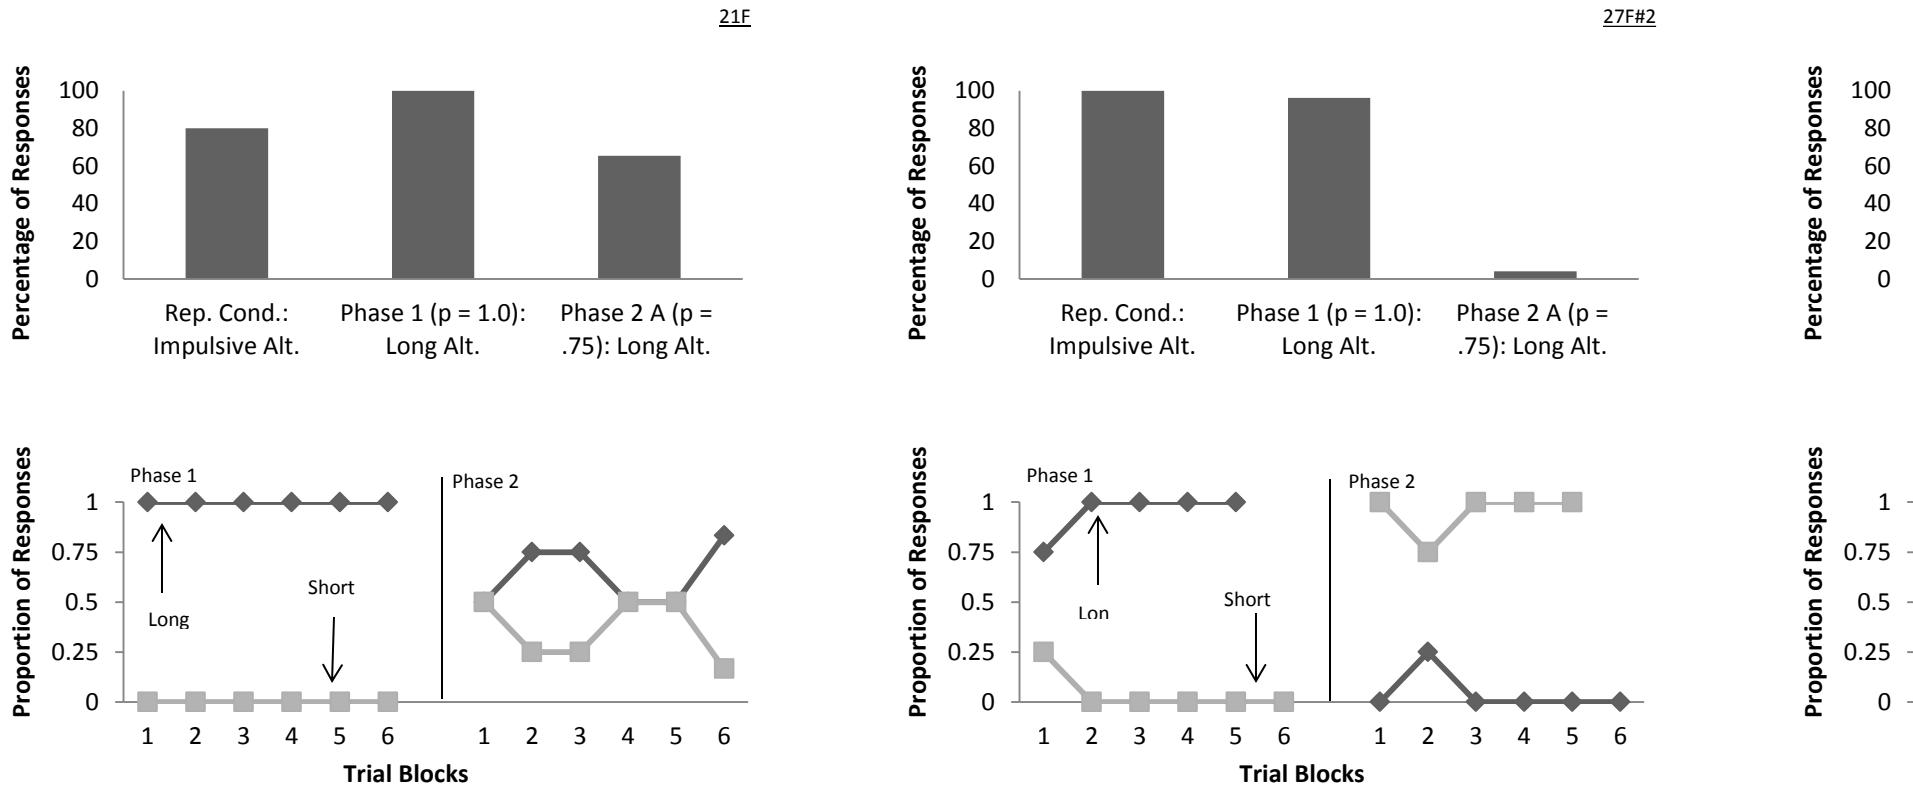 21F
Percentage of Responses
100
80
60
40
20
0
Rep. Cond.:
Impulsive Alt.
Phase 1 (p = 1.0):
Long Alt.
Phase 2 A (p =
.75): Long Alt.
Proportion of Responses
1
0.75
0.5
0.25
0
Phase 1
Long
Short
Phase 2
1 2 3 4 5 6
1 2 3 4 5 6
Trial Blocks
27F#2
Percentage of Responses
100
80
60
40
20
0
Rep. Cond.:
Impulsive Alt.
Phase 1 (p = 1.0):
Long Alt.
Phase 2 A (p =
.75): Long Alt.
Proportion of Responses
1
0.75
0.5
0.25
0
Phase 1
Lon
Short
Phase 2
1 2 3 4 5 6
1 2 3 4 5 6
Trial Blocks
Percentage of Responses
100
80
60
40
20
0
Proportion of Responses
1
0.75
0.5
0.25
0